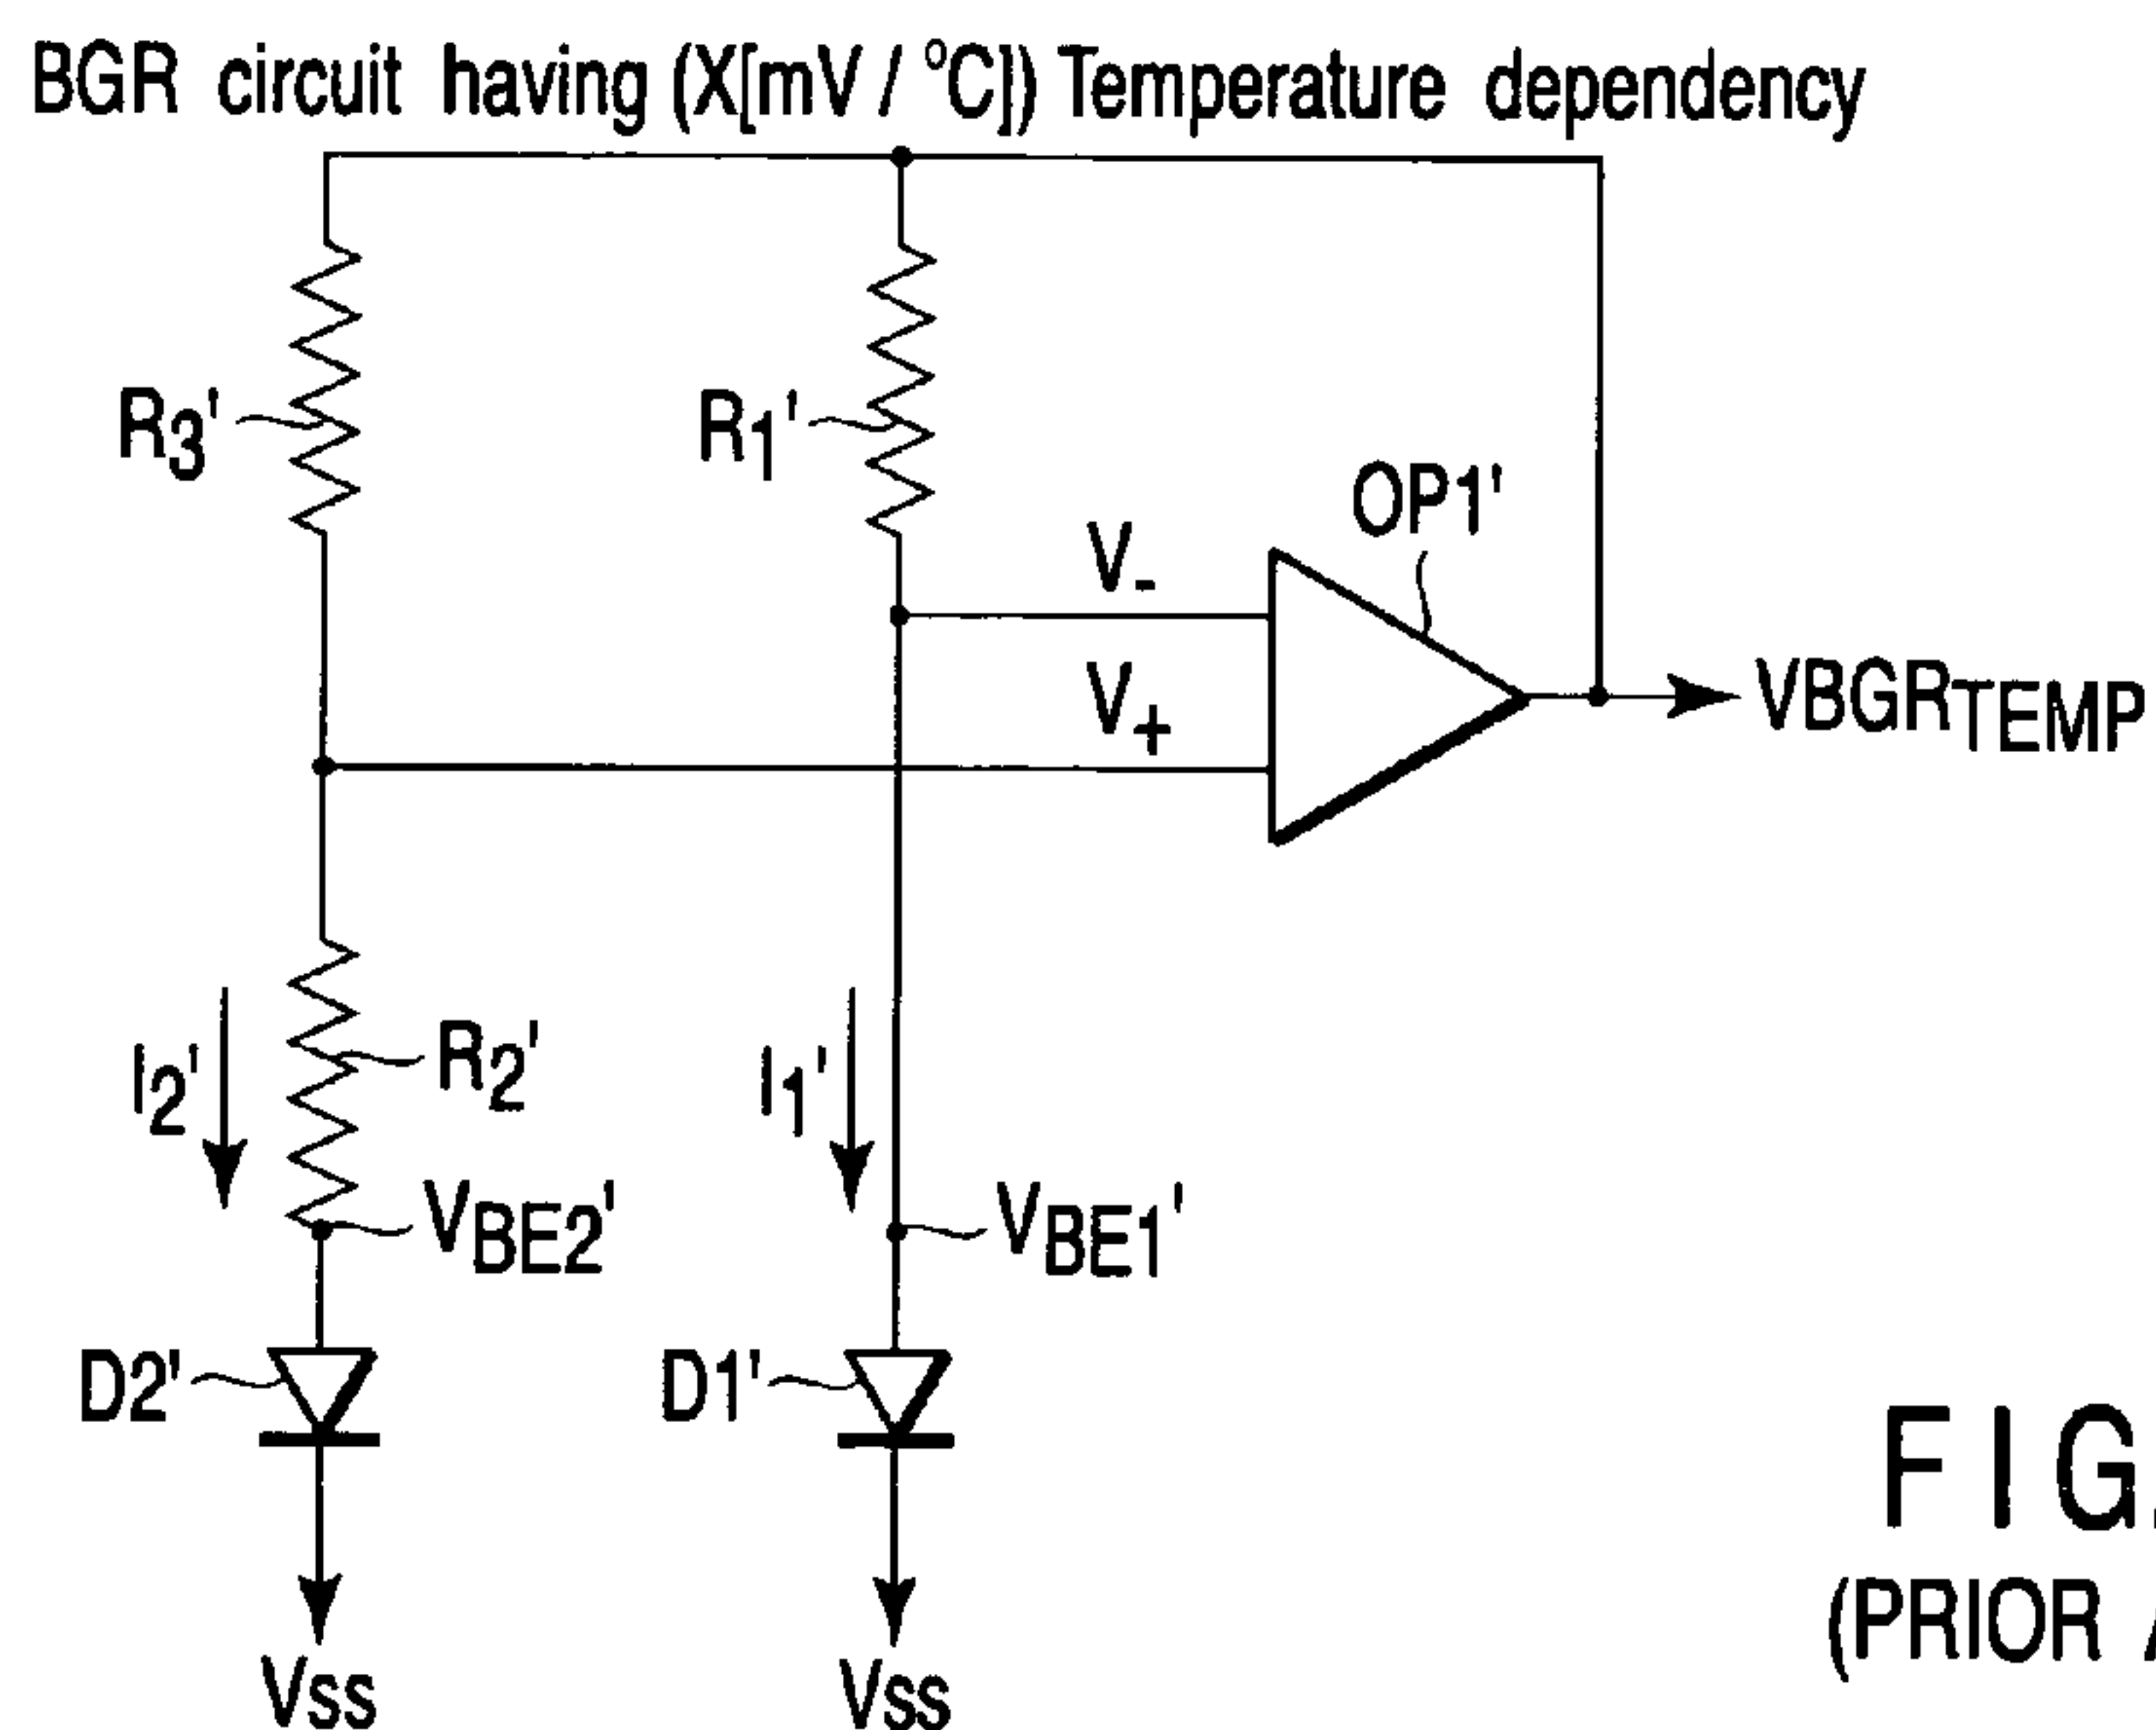 BGR circuit having (X[mV / °C]) Temperature dependency
R3'
R1'
OP1'
V-
V+
VBGRTEMP
I2'
R2'
I1'
VBE2'
VBE1'
D2'
D1'
FIG.
(PRIOR
Vss
Vss